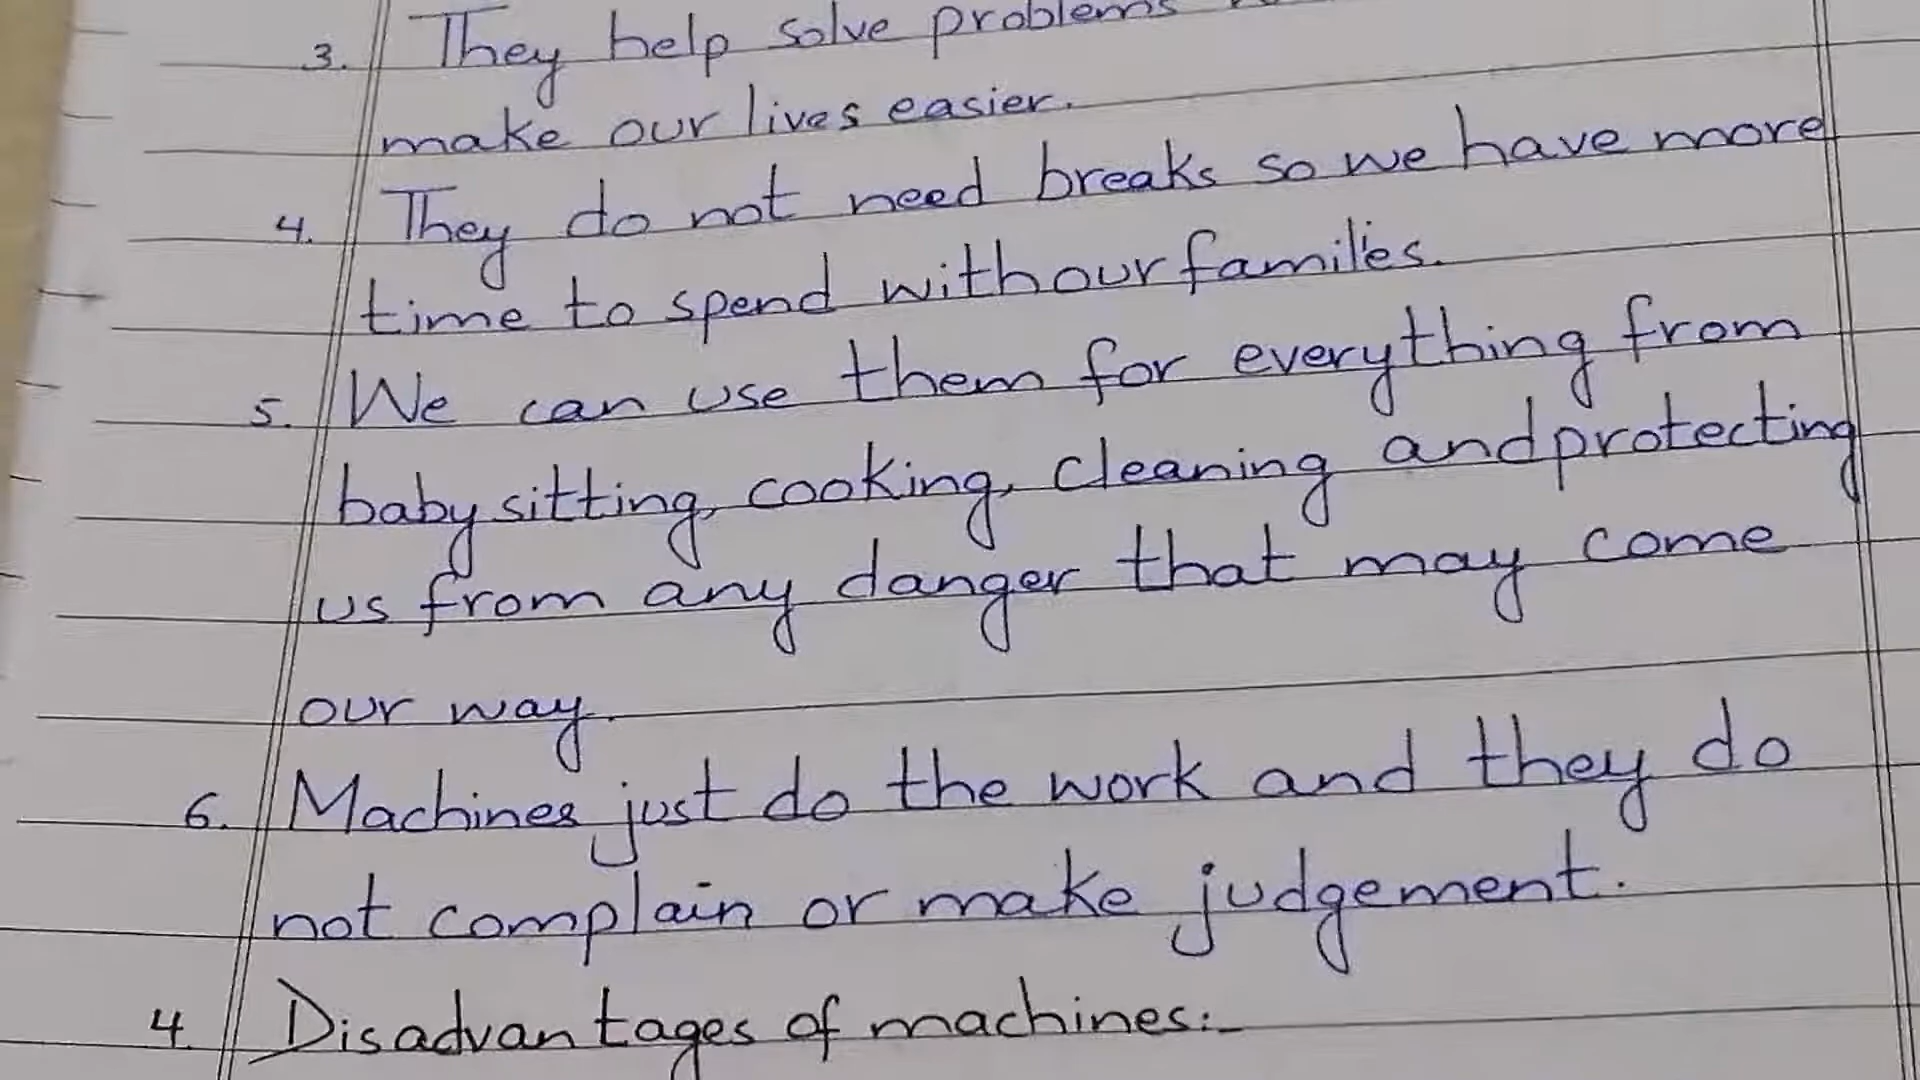 3. They help solve problems
make our lives easier.
4. They do not need breaks so we have more
time to spend with our familes.
5. We can use them for everything from
baby sitting, cooking, cleaning and protecting
us from any danger that may come
our way.
6. Machines just do the work and they do
not complain or make judgement.
4. Disadvantages of machines:-